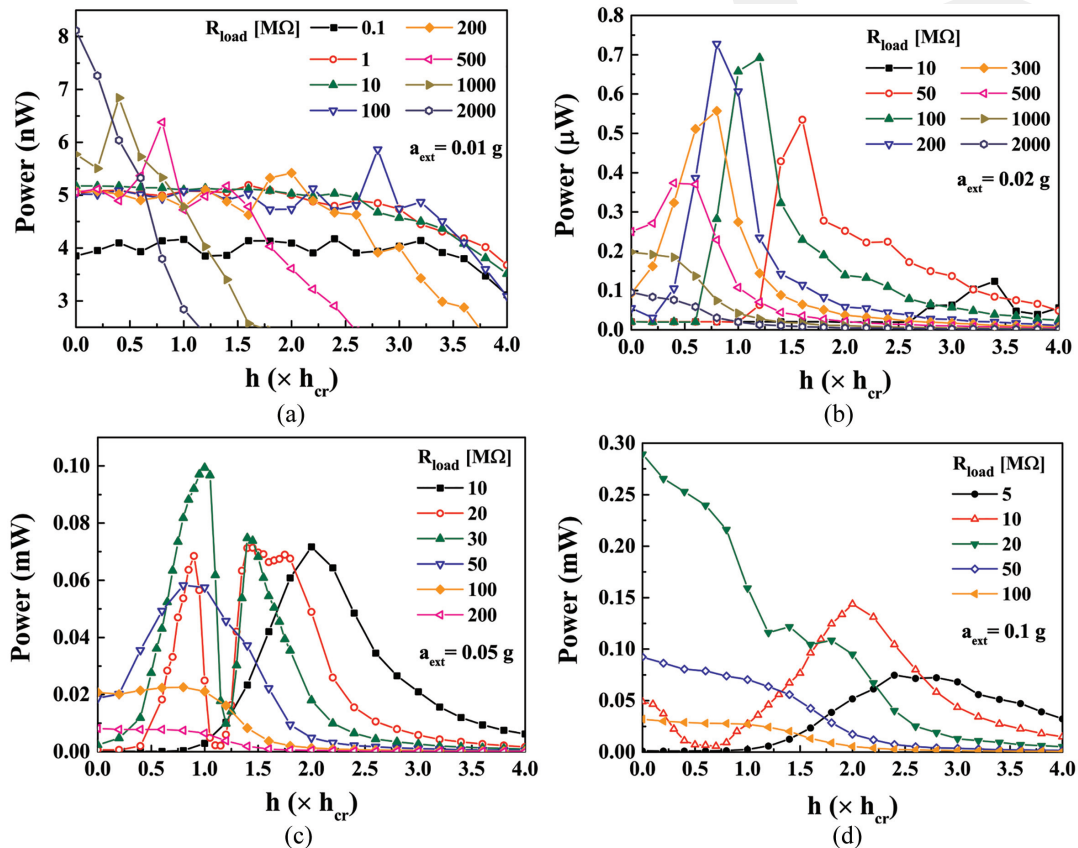 R_load [MΩ]
0.1
200
1
500
10
1000
100
2000
a_ext = 0.01 g
Power (nW)
8
7
6
5
4
3
0.0 0.5 1.0 1.5 2.0 2.5 3.0 3.5 4.0
h (× h_cr)
(a)
R_load [MΩ]
10
300
50
500
100
1000
200
2000
a_ext = 0.02 g
Power (μW)
0.8
0.7
0.6
0.5
0.4
0.3
0.2
0.1
0.0
0.0 0.5 1.0 1.5 2.0 2.5 3.0 3.5 4.0
h (× h_cr)
(b)
R_load [MΩ]
10
20
30
50
100
200
a_ext = 0.05 g
Power (mW)
0.10
0.08
0.06
0.04
0.02
0.00
0.0 0.5 1.0 1.5 2.0 2.5 3.0 3.5 4.0
h (× h_cr)
(c)
R_load [MΩ]
5
10
20
50
100
a_ext = 0.1 g
Power (mW)
0.30
0.25
0.20
0.15
0.10
0.05
0.00
0.0 0.5 1.0 1.5 2.0 2.5 3.0 3.5 4.0
h (× h_cr)
(d)